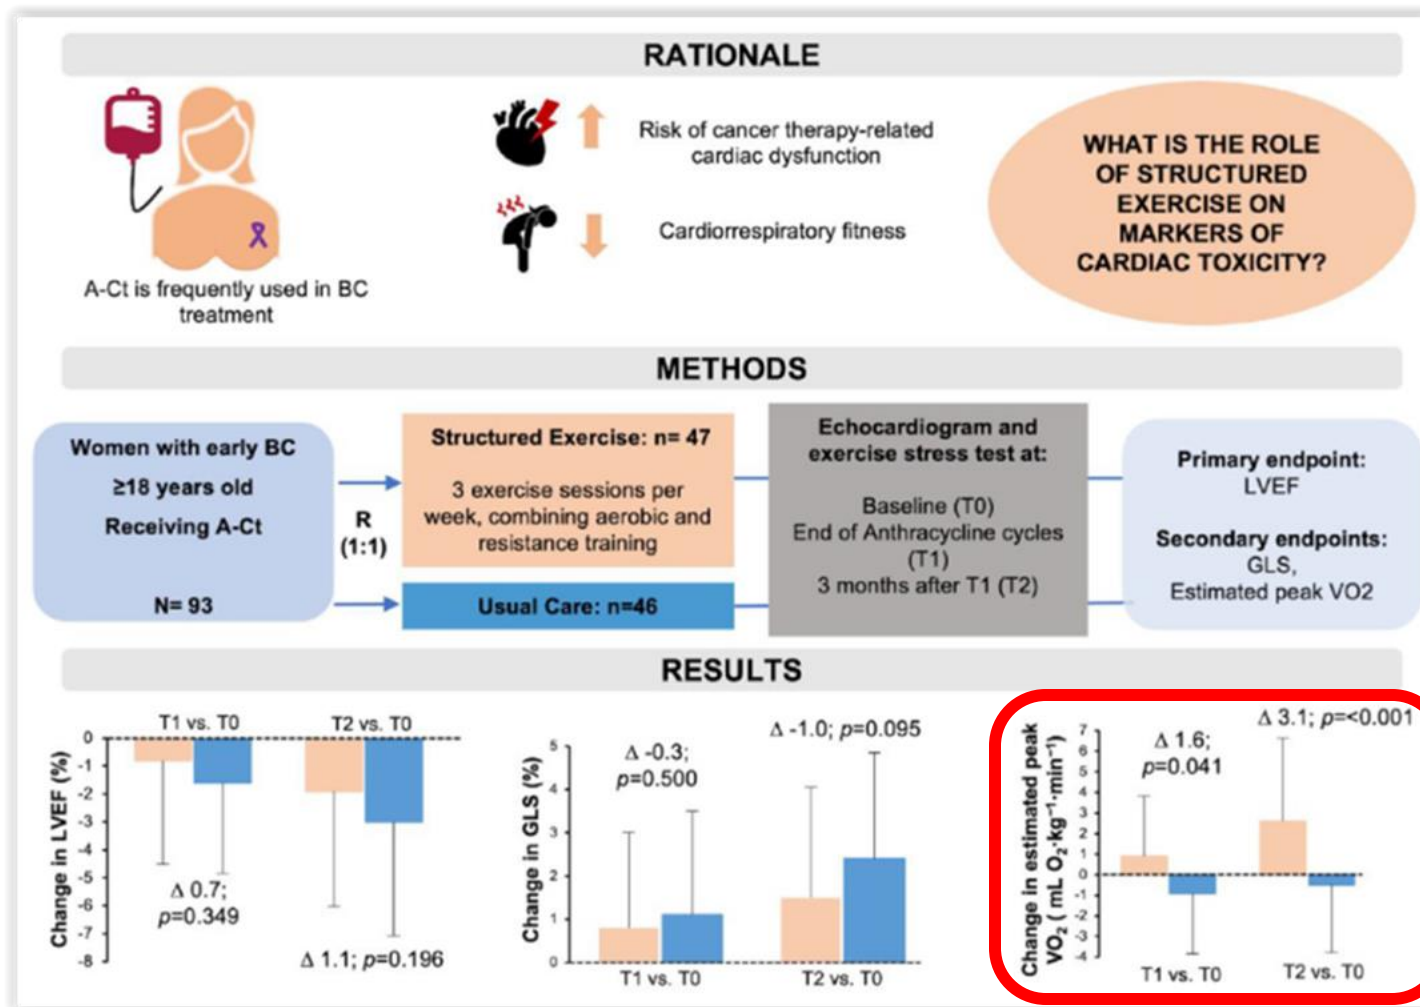 RATIONALE
A-Ct is frequently used in BC
treatment
Risk of cancer therapy-related
cardiac dysfunction
Cardiorrespiratory fitness
WHAT IS THE ROLE
OF STRUCTURED
EXERCISE ON
MARKERS OF
CARDIAC TOXICITY?
METHODS
Women with early BC
≥18 years old
Receiving A-Ct
N= 93
R
(1:1)
Structured Exercise: n= 47
3 exercise sessions per
week, combining aerobic and
resistance training
Usual Care: n=46
Echocardiogram and
exercise stress test at:
Baseline (T0)
End of Anthracycline cycles
(T1)
3 months after T1 (T2)
Primary endpoint:
LVEF
Secondary endpoints:
GLS,
Estimated peak VO2
RESULTS
Change in LVEF (%)
0
-1
-2
-3
-4
-5
-6
-7
-8
T1 vs. T0
T2 vs. T0
Δ 0.7;
p=0.349
Δ 1.1; p=0.196
Change in GLS (%)
5
4
3
2
1
0
Δ -0.3;
p=0.500
Δ -1.0; p=0.095
T1 vs. T0
T2 vs. T0
Change in estimated peak
VO₂ ( mL O₂·kg⁻¹·min⁻¹)
7
6
5
4
3
2
1
0
-1
-2
-3
-4
Δ 1.6;
p=0.041
Δ 3.1; p=<0.001
T1 vs. T0
T2 vs. T0